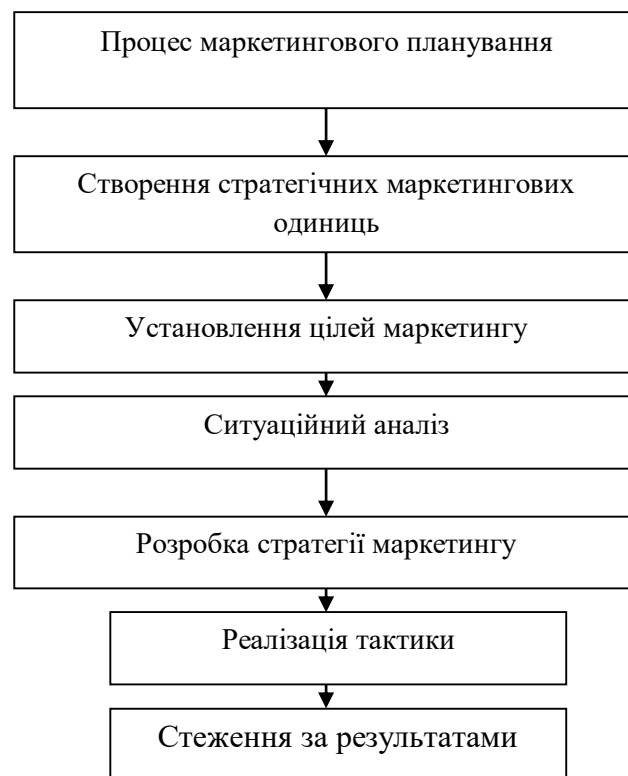 Процес маркетингового планування
Створення стратегічних маркетингових
одиниць
Установлення цілей маркетингу
Ситуаційний аналіз
Розробка стратегії маркетингу
Реалізація тактики
Стеження за результатами